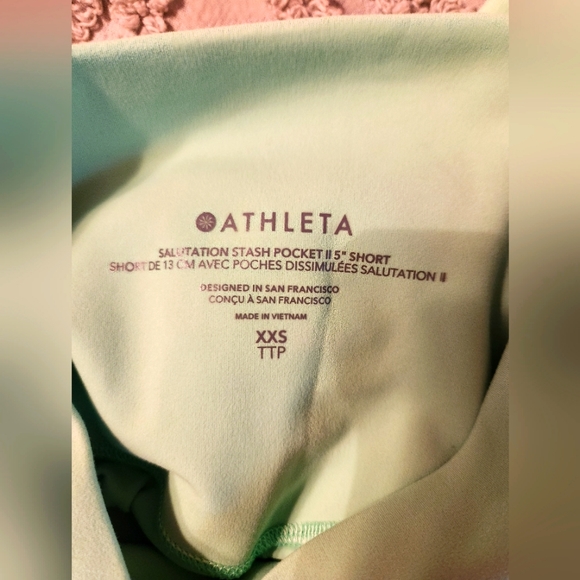 ATHLETA
SALUTATION STASH POCKET II 5" SHORT
SHORT DE 13 CM AVEC POCHES DISSIMULÉES SALUTATION II
DESIGNED IN SAN FRANCISCO
CONÇU À SAN FRANCISCO
MADE IN VIETNAM
XXS
TTP